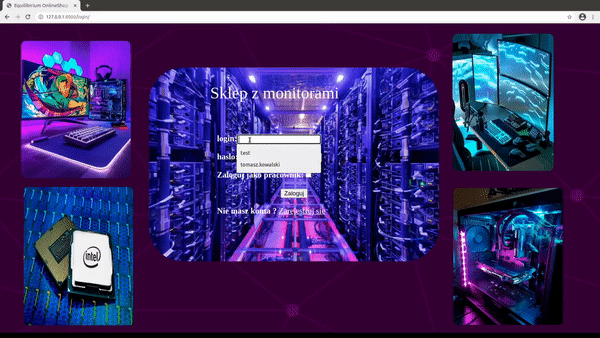 Equilibrium OnlineShop
127.0.0.1:8000/login/
Sklep z monitorami
login:
test
hasło:
tomasz.kowalski
Zaloguj jako pracownik:
Zaloguj
Nie masz konta ? Zarejestruj się
intel